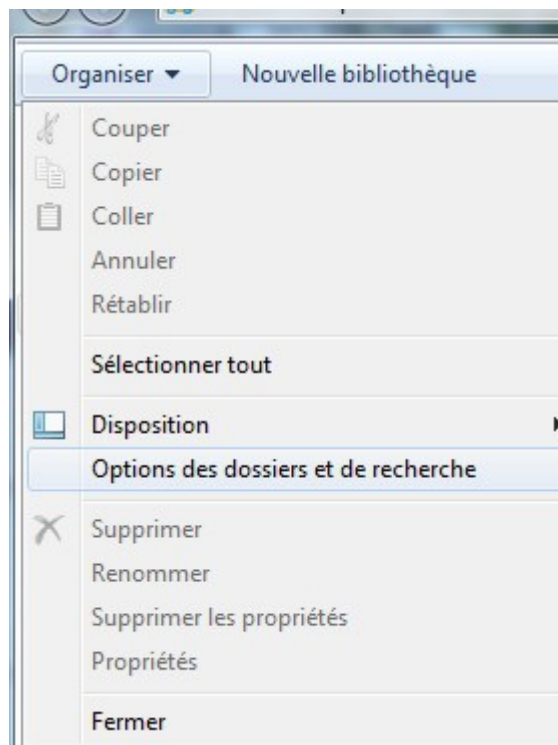 Organiser
Nouvelle bibliothèque
Couper
Copier
Coller
Annuler
Rétablir
Sélectionner tout
Disposition
Options des dossiers et de recherche
Supprimer
Renommer
Supprimer les propriétés
Propriétés
Fermer